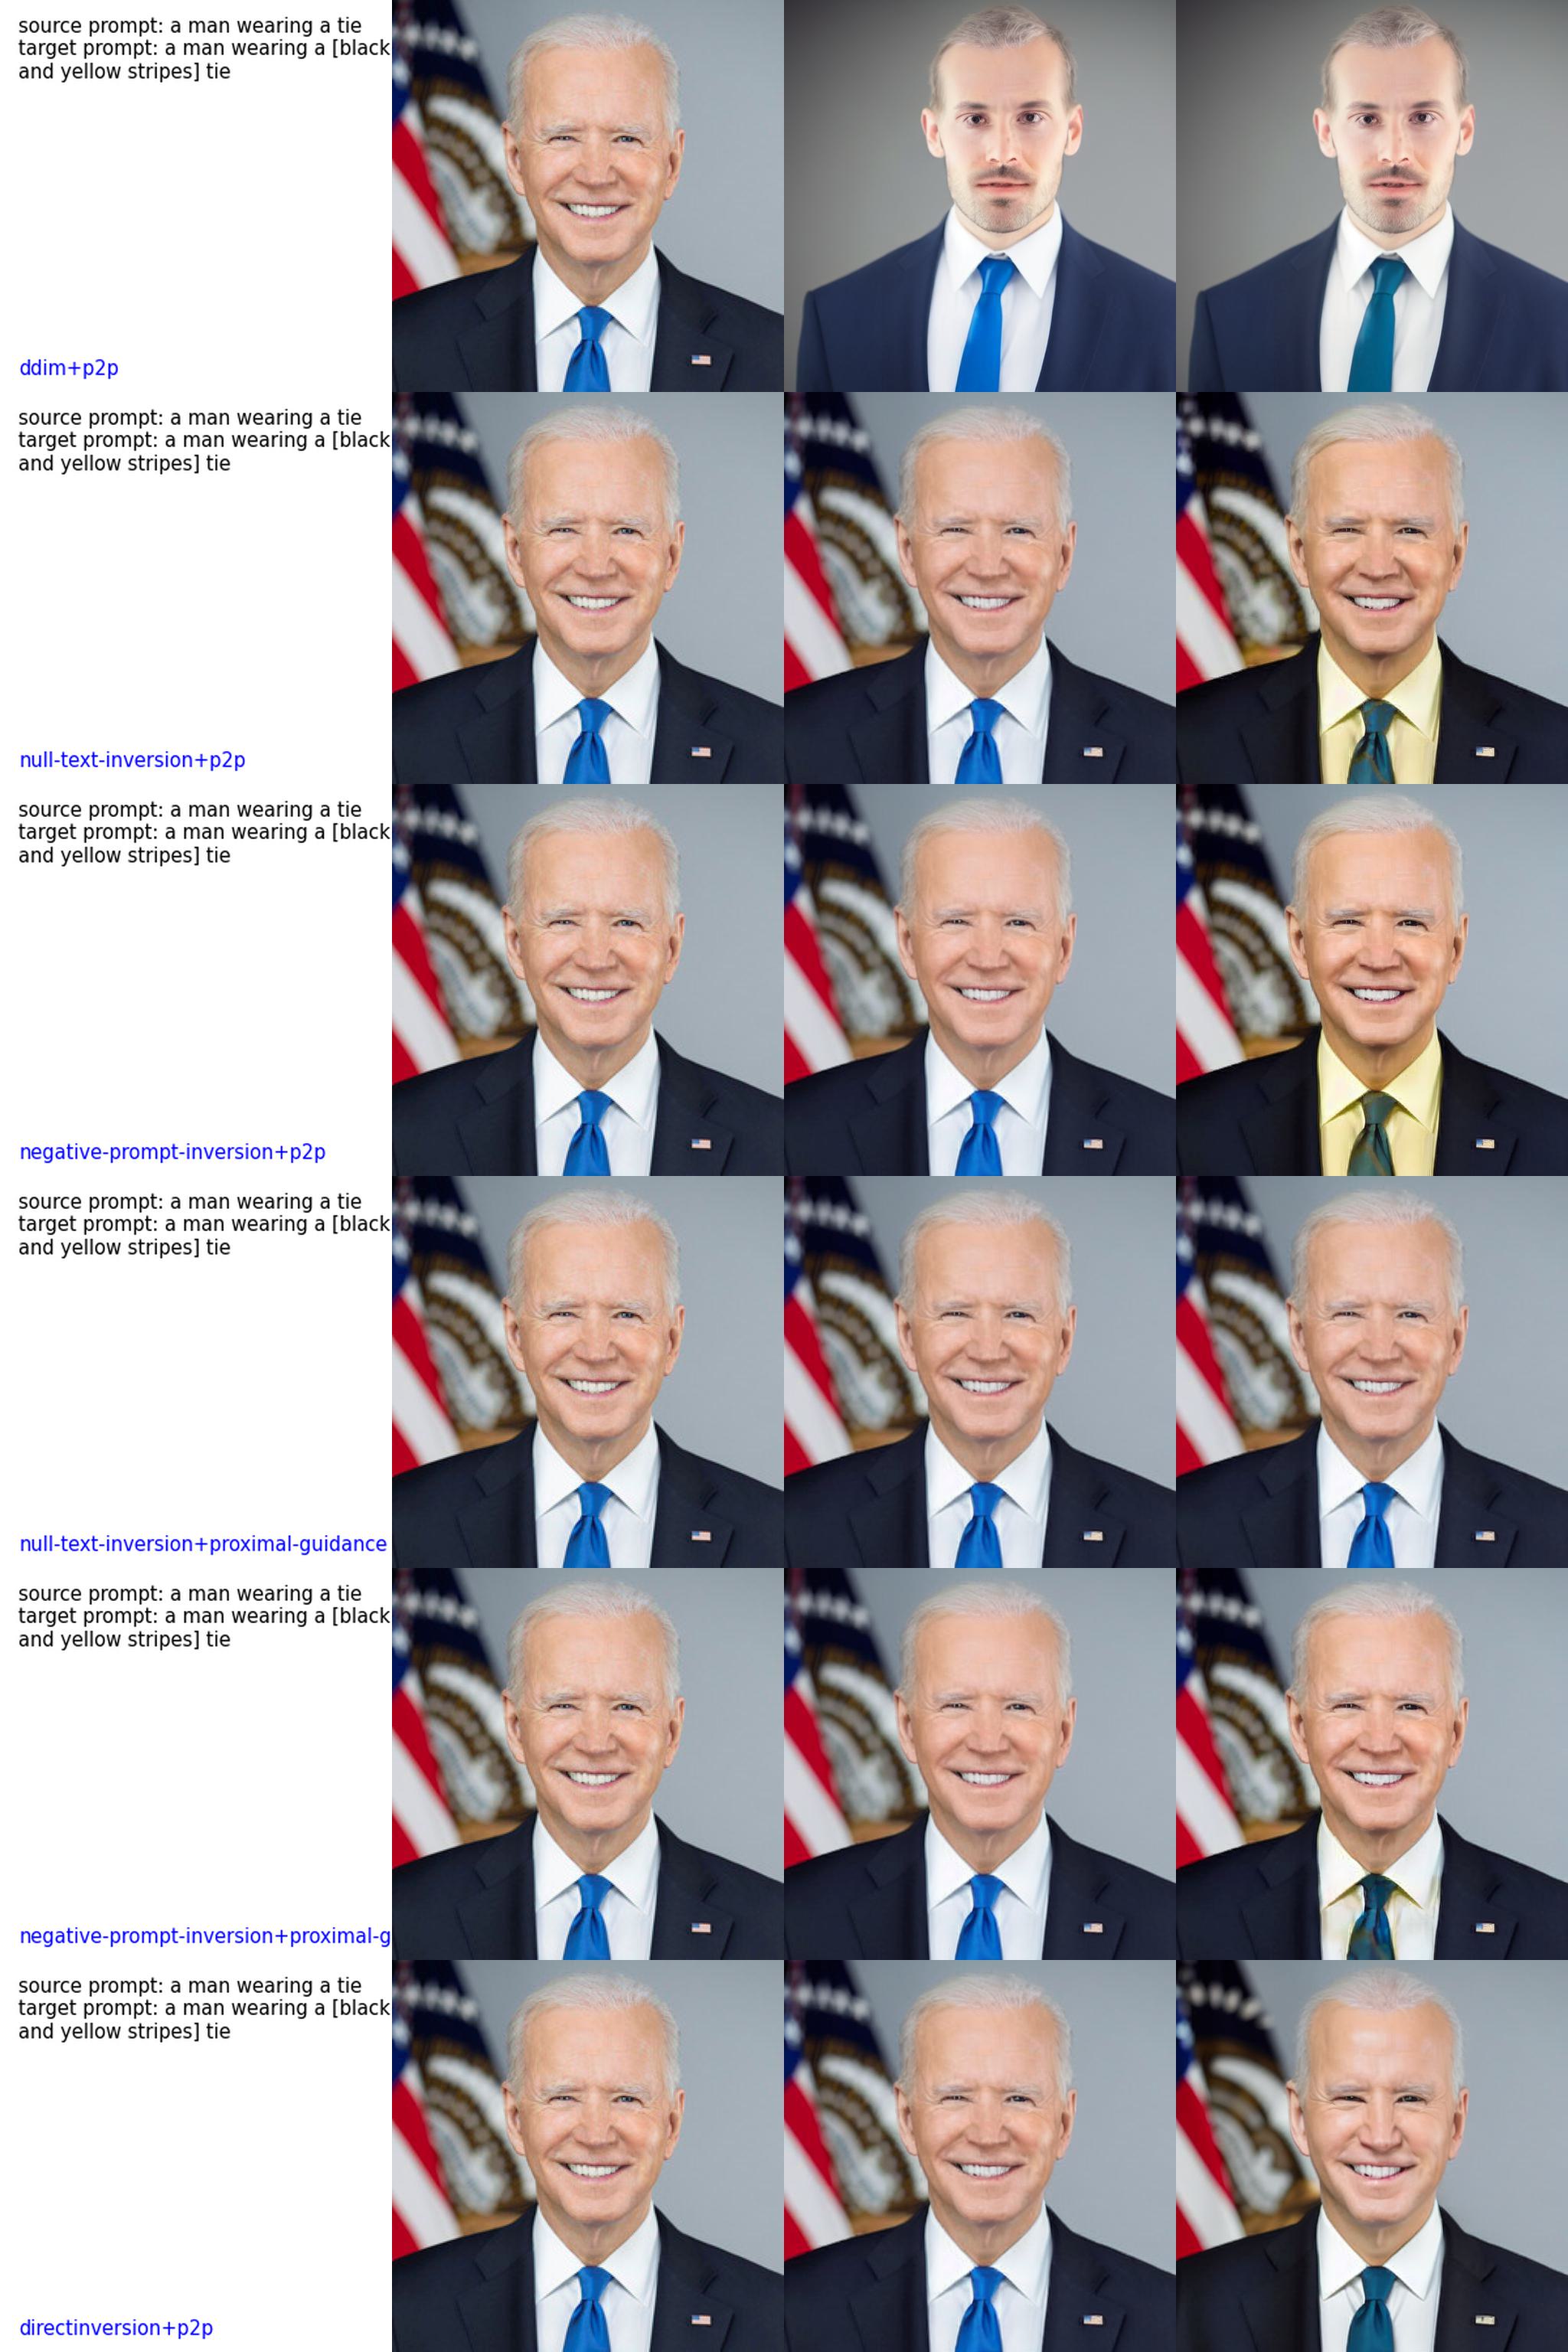 source prompt: a man wearing a tie
target prompt: a man wearing a [black
and yellow stripes] tie
ddim+p2p
source prompt: a man wearing a tie
target prompt: a man wearing a [black
and yellow stripes] tie
null-text-inversion+p2p
source prompt: a man wearing a tie
target prompt: a man wearing a [black
and yellow stripes] tie
negative-prompt-inversion+p2p
source prompt: a man wearing a tie
target prompt: a man wearing a [black
and yellow stripes] tie
null-text-inversion+proximal-guidance
source prompt: a man wearing a tie
target prompt: a man wearing a [black
and yellow stripes] tie
negative-prompt-inversion+proximal-g
source prompt: a man wearing a tie
target prompt: a man wearing a [black
and yellow stripes] tie
directinversion+p2p